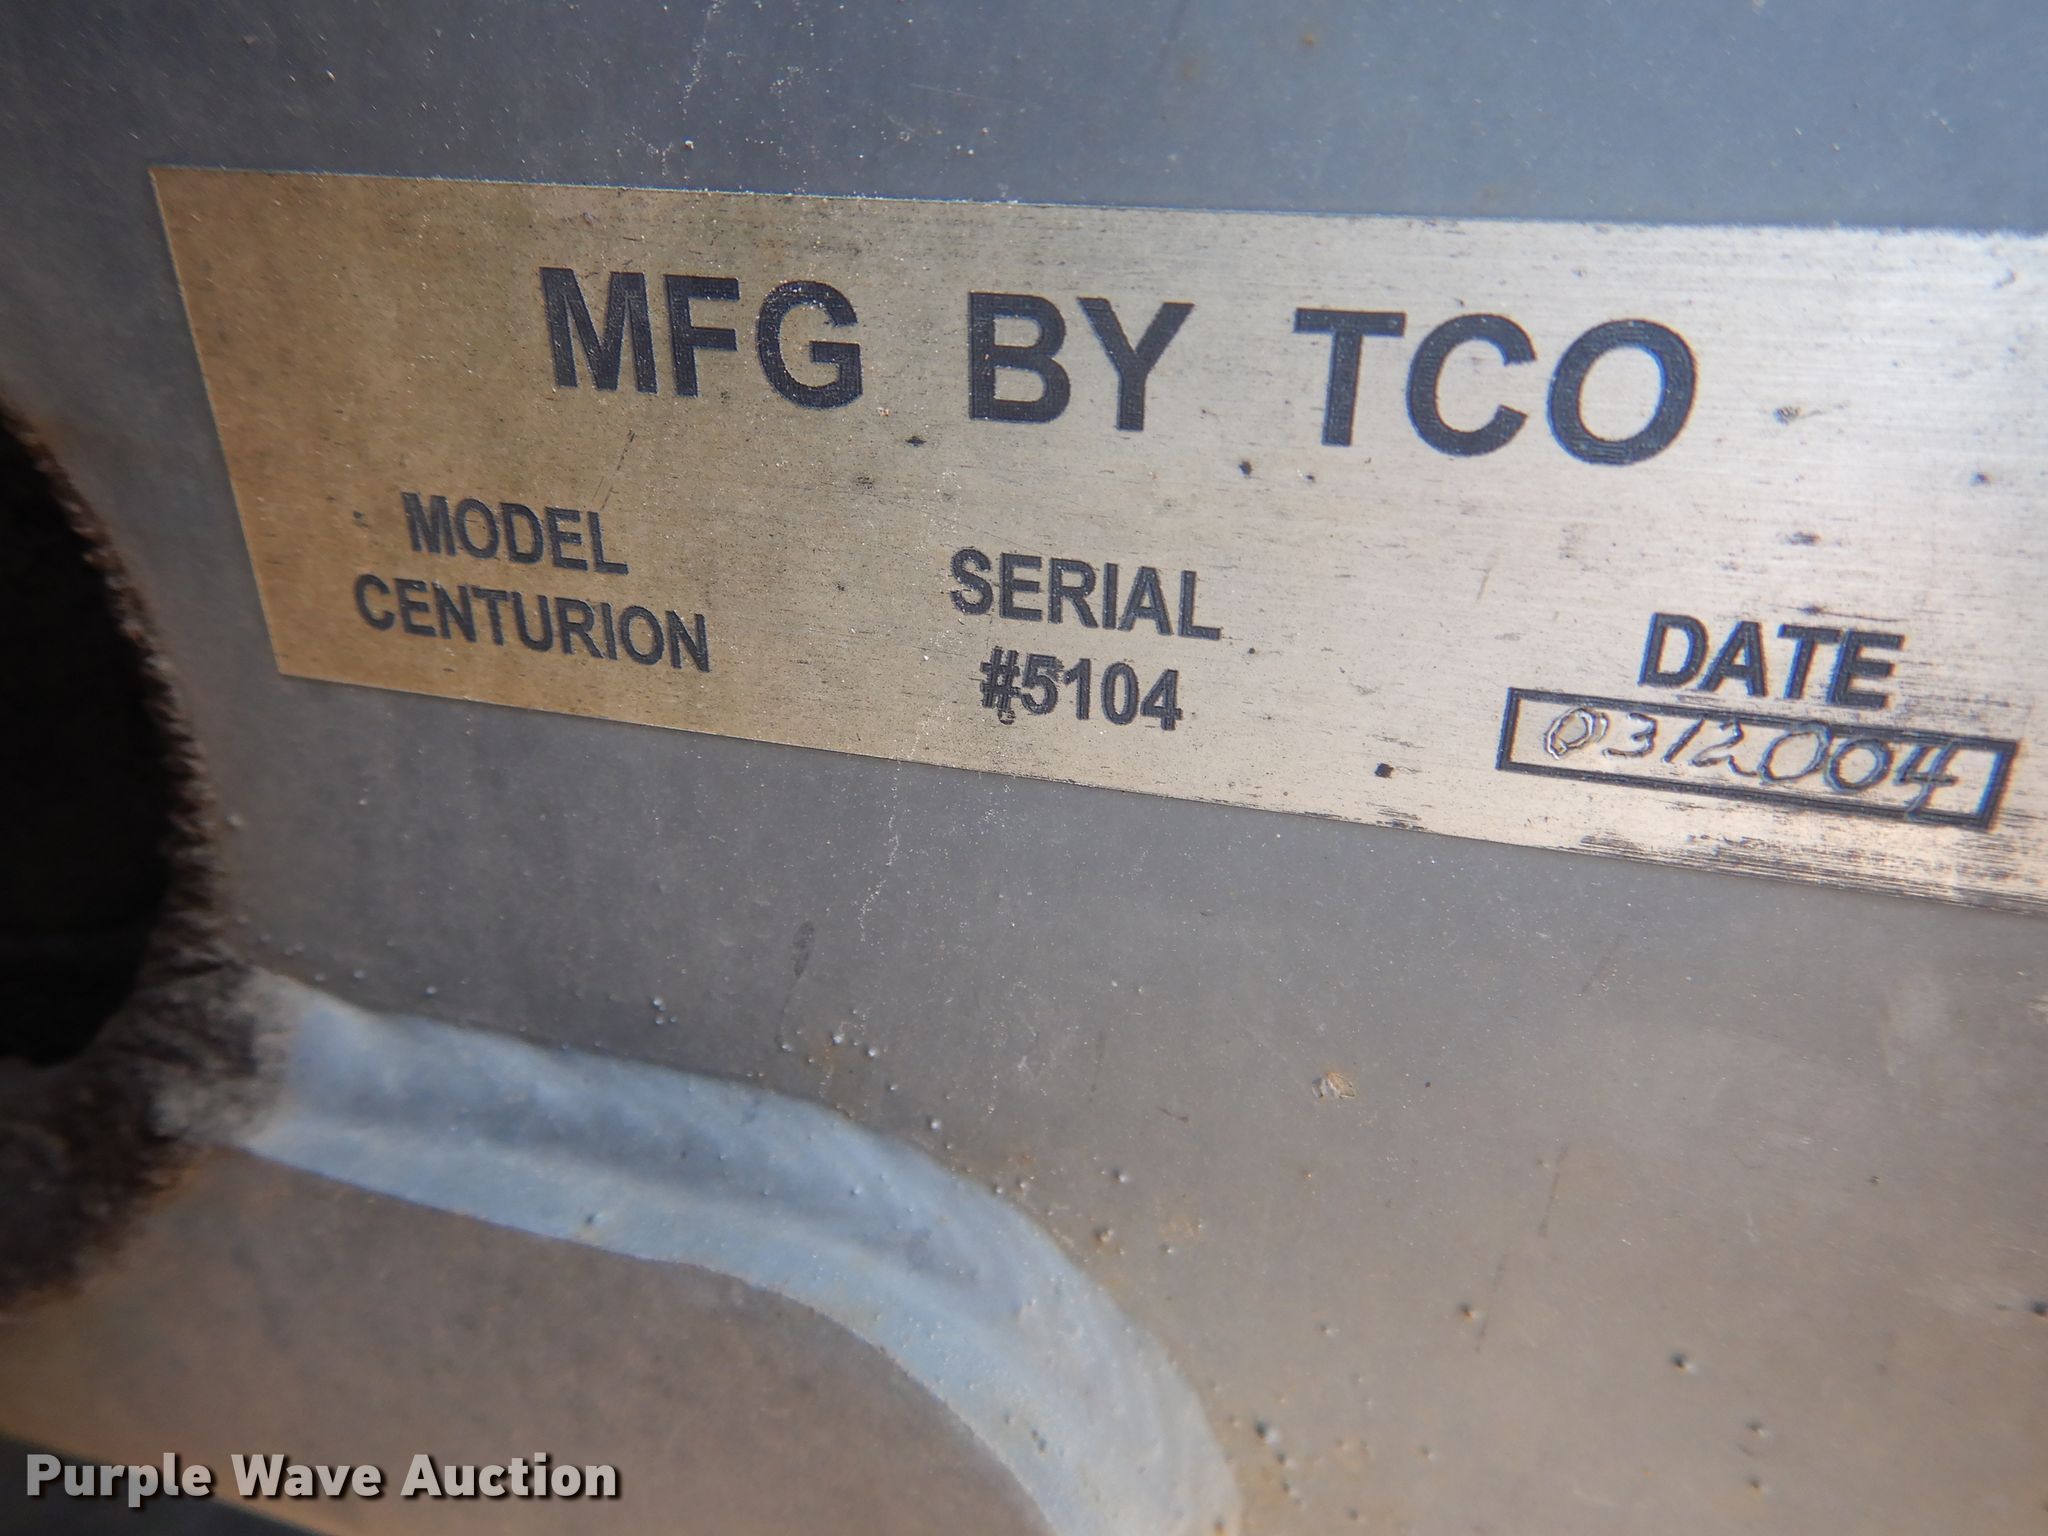 MFG BY TCO
MODEL
CENTURION
SERIAL
#5104
DATE
03/2004
Purple Wave Auction